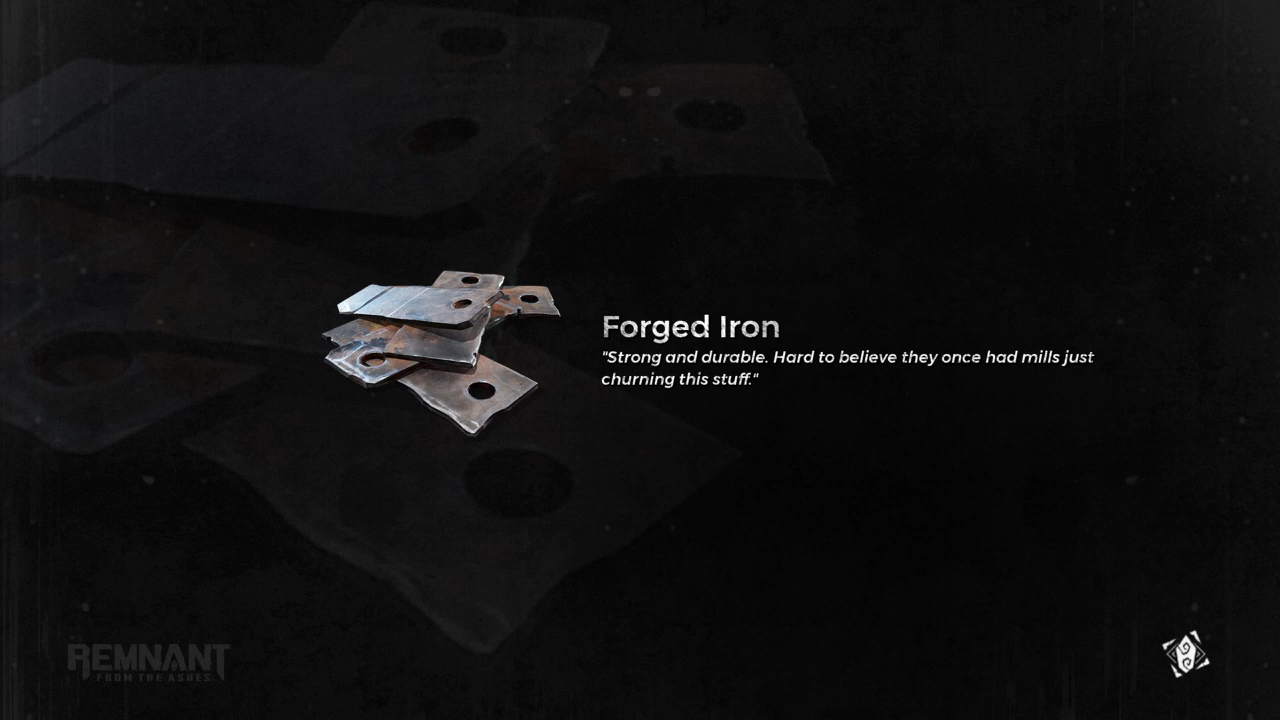 Forged Iron
"Strong and durable. Hard to believe they once had mills just
churning this stuff."
REMNANT
FROM THE ASHES